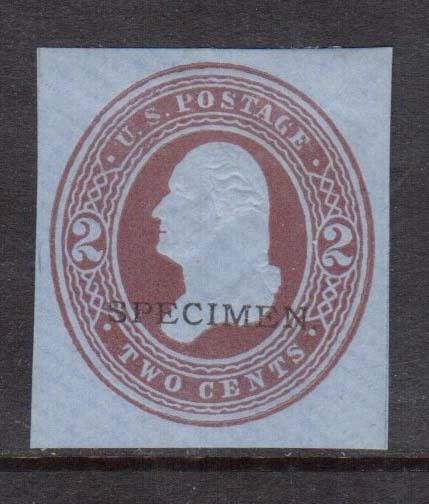 U.S. POSTAGE
2 2
SPECIMEN.
TWO CENTS